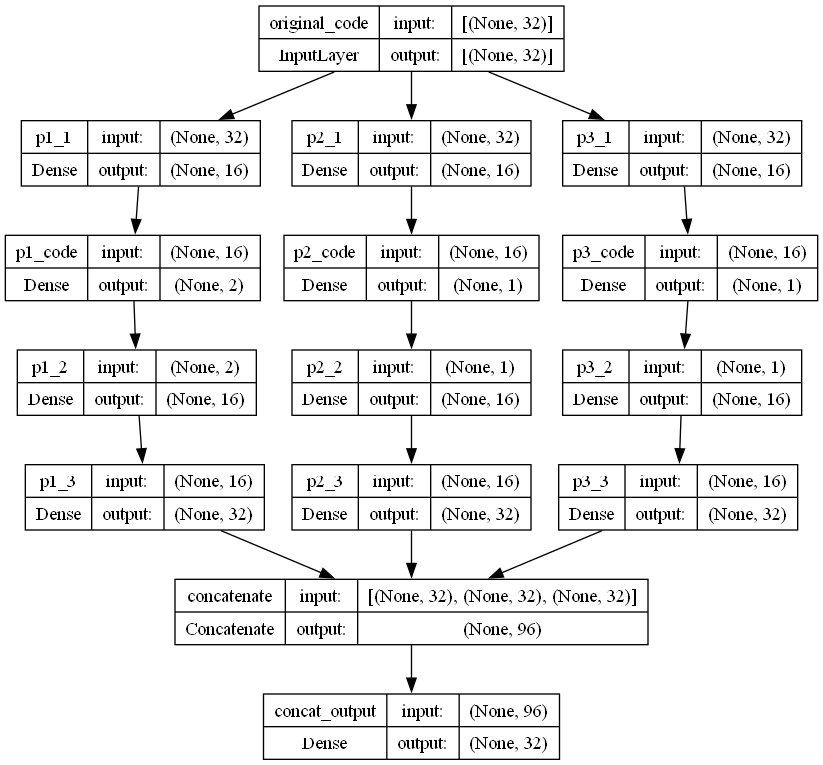 original_code input: [(None, 32)]
InputLayer output: [(None, 32)]
p1_1 input: (None, 32)
Dense output: (None, 16)
p2_1 input: (None, 32)
Dense output: (None, 16)
p3_1 input: (None, 32)
Dense output: (None, 16)
p1_code input: (None, 16)
Dense output: (None, 2)
p2_code input: (None, 16)
Dense output: (None, 1)
p3_code input: (None, 16)
Dense output: (None, 1)
p1_2 input: (None, 2)
Dense output: (None, 16)
p2_2 input: (None, 1)
Dense output: (None, 16)
p3_2 input: (None, 1)
Dense output: (None, 16)
p1_3 input: (None, 16)
Dense output: (None, 32)
p2_3 input: (None, 16)
Dense output: (None, 32)
p3_3 input: (None, 16)
Dense output: (None, 32)
concatenate input: [(None, 32), (None, 32), (None, 32)]
Concatenate output: (None, 96)
concat_output input: (None, 96)
Dense output: (None, 32)